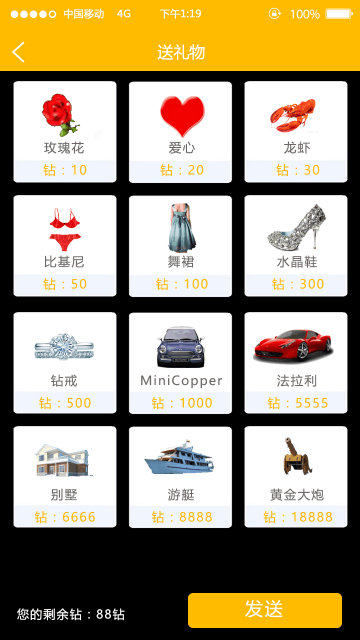 中国移动 4G 下午1:19 100%
送礼物
玫瑰花 爱心 龙虾
钻：10 钻：20 钻：30
比基尼 舞裙 水晶鞋
钻：50 钻：100 钻：300
钻戒 MiniCopper 法拉利
钻：500 钻：1000 钻：5555
别墅 游艇 黄金大炮
钻：6666 钻：8888 钻：18888
您的剩余钻：88钻 发送